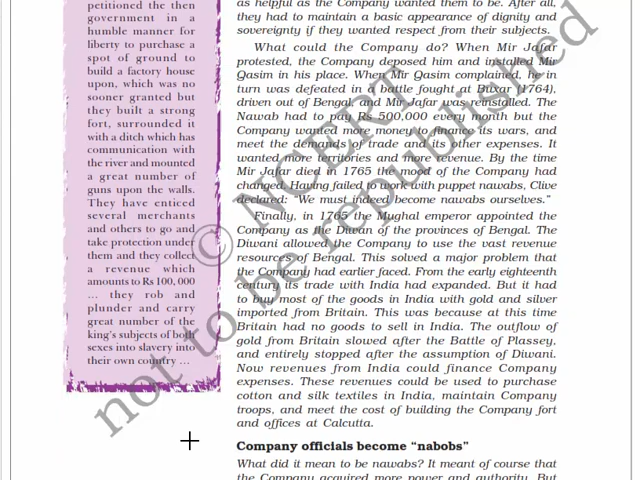 petitioned the then
government in a
humble manner for
liberty to purchase a
spot of ground to
build a factory house
upon, which was no
sooner granted but
they built a strong
fort, surrounded it
with a ditch which has
communication with
the river and mounted
a great number of
guns upon the walls.
They have enticed
several merchants
and others to go and
take protection under
them and they collect
a revenue which
amounts to Rs 100, 000
… they rob and
plunder and carry
great number of the
king's subjects of both
sexes into slavery into
their own country …
as helpful as the Company wanted them to be. After all,
they had to maintain a basic appearance of dignity and
sovereignty if they wanted respect from their subjects.
What could the Company do? When Mir Jafar
protested, the Company deposed him and installed Mir
Qasim in his place. When Mir Qasim complained, he in
turn was defeated in a battle fought at Buxar (1764),
driven out of Bengal, and Mir Jafar was reinstalled. The
Nawab had to pay Rs 500,000 every month but the
Company wanted more money to finance its wars, and
meet the demands of trade and its other expenses. It
wanted more territories and more revenue. By the time
Mir Jafar died in 1765 the mood of the Company had
changed. Having failed to work with puppet nawabs, Clive
declared: "We must indeed become nawabs ourselves."
Finally, in 1765 the Mughal emperor appointed the
Company as the Diwan of the provinces of Bengal. The
Diwani allowed the Company to use the vast revenue
resources of Bengal. This solved a major problem that
the Company had earlier faced. From the early eighteenth
century its trade with India had expanded. But it had
to buy most of the goods in India with gold and silver
imported from Britain. This was because at this time
Britain had no goods to sell in India. The outflow of
gold from Britain slowed after the Battle of Plassey,
and entirely stopped after the assumption of Diwani.
Now revenues from India could finance Company
expenses. These revenues could be used to purchase
cotton and silk textiles in India, maintain Company
troops, and meet the cost of building the Company fort
and offices at Calcutta.
Company officials become "nabobs"
What did it mean to be nawabs? It meant of course that
the Company acquired more power and authority. But
© NCERT
not to be republished